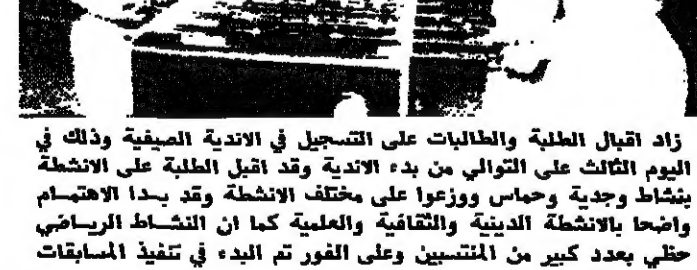 زاد اقبال الطلبة والطالبات على التسجيل في الاندية الصيفية وذلك في
اليوم الثالث على التوالي من بدء الاندية وقد اقبل الطلبة على الانشطة
بنشاط وجدية وحماس ووزعوا على مختلف الانشطة وقد بدا الاهتمام
واضحا بالانشطة الدينية والثقافية والعلمية كما ان النشاط الرياضي
حظي بعدد كبير من المنتسبين وعلى الفور تم البدء في تنفيذ المسابقات